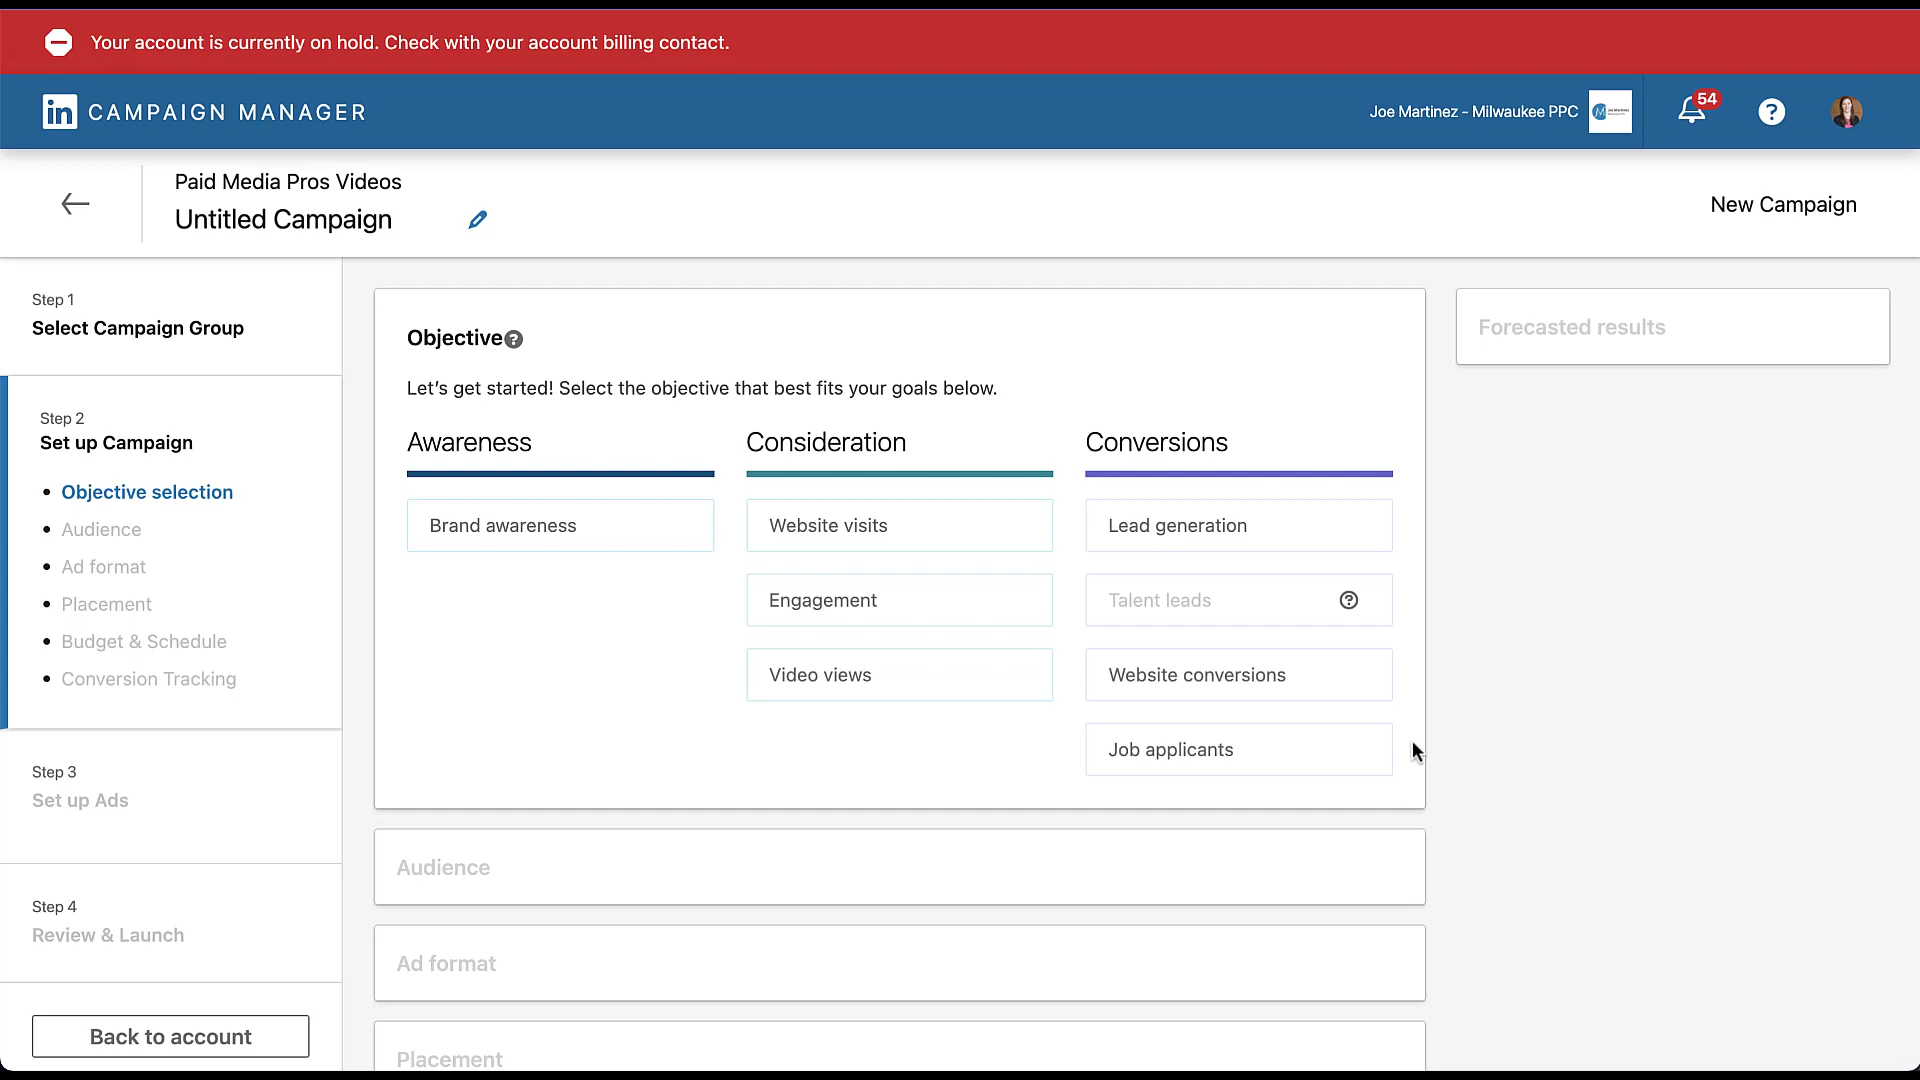 Your account is currently on hold. Check with your account billing contact.
in CAMPAIGN MANAGER
Joe Martinez - Milwaukee PPC
54
?
Paid Media Pros Videos
Untitled Campaign
New Campaign
Step 1
Select Campaign Group
Step 2
Set up Campaign
Objective selection
Audience
Ad format
Placement
Budget & Schedule
Conversion Tracking
Step 3
Set up Ads
Step 4
Review & Launch
Back to account
Objective ?
Let's get started! Select the objective that best fits your goals below.
Awareness
Brand awareness
Consideration
Website visits
Engagement
Video views
Conversions
Lead generation
Talent leads ?
Website conversions
Job applicants
Audience
Ad format
Placement
Forecasted results